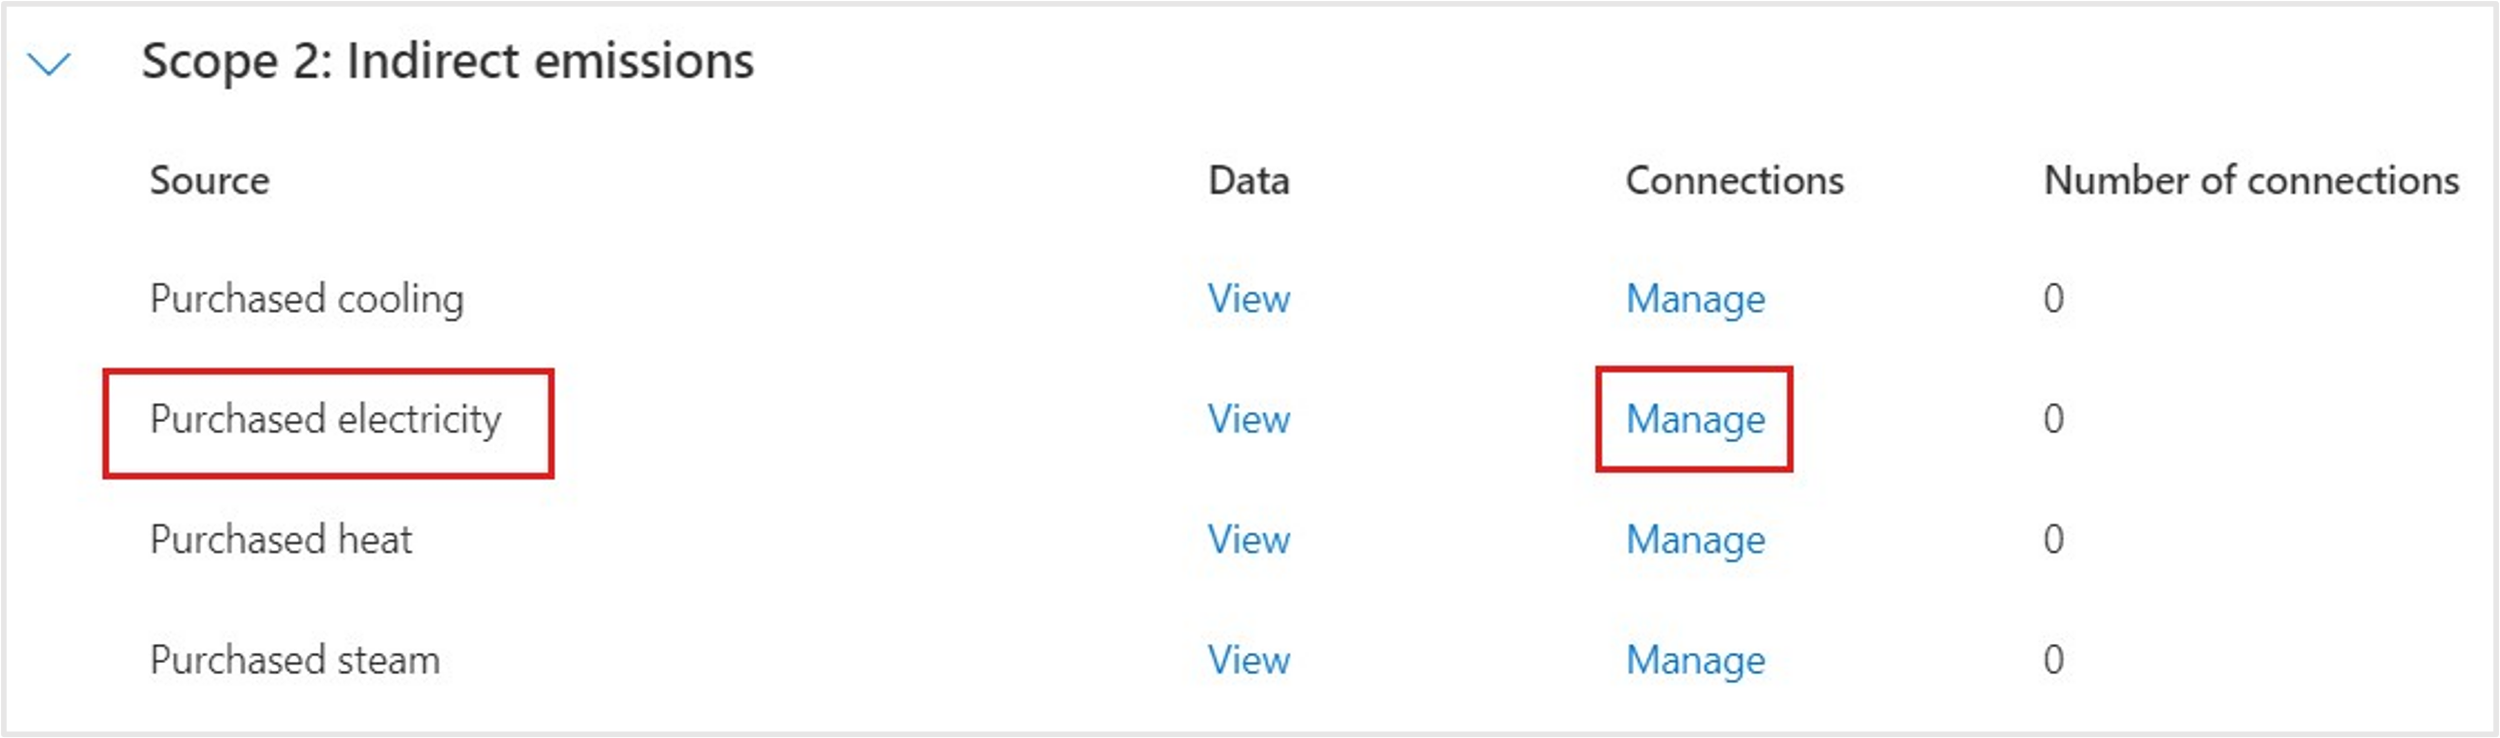 Scope 2: Indirect emissions
Source Data Connections Number of connections
Purchased cooling View Manage 0
Purchased electricity View Manage 0
Purchased heat View Manage 0
Purchased steam View Manage 0